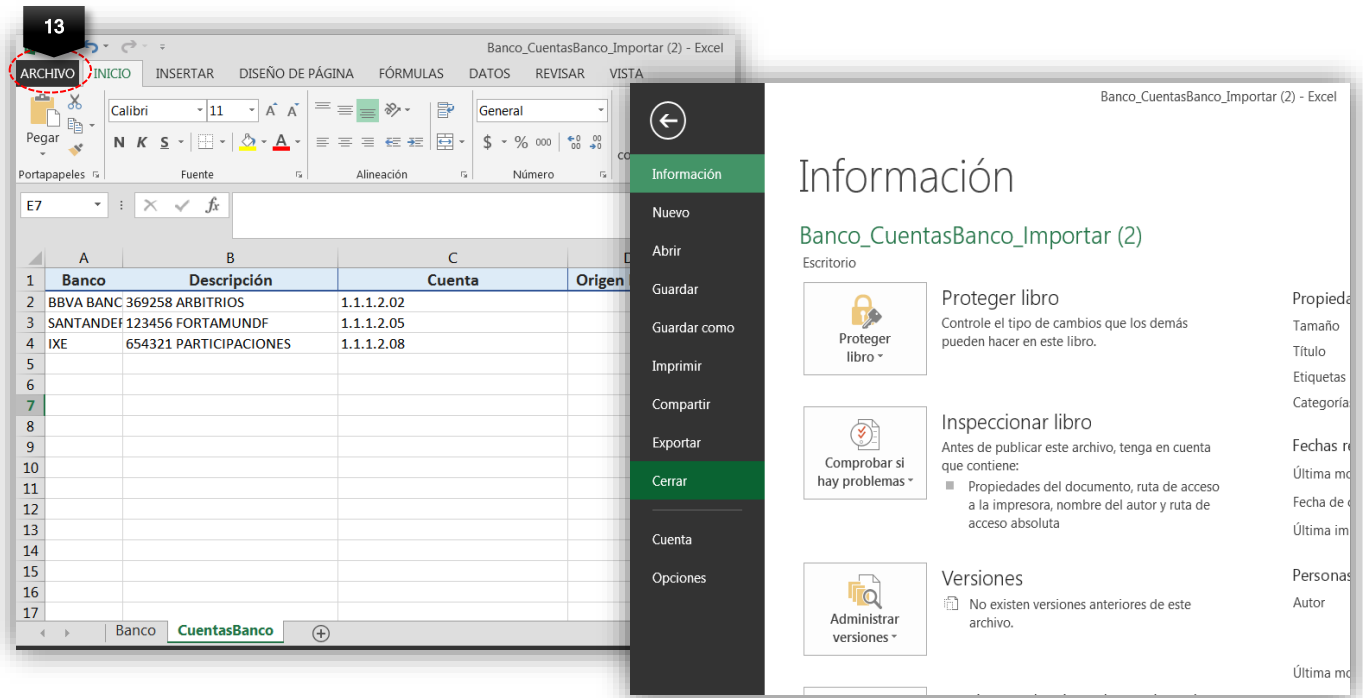 13
Banco_CuentasBanco_Importar (2) - Excel
ARCHIVO INICIO INSERTAR DISEÑO DE PÁGINA FÓRMULAS DATOS REVISAR VISTA
Calibri 11 General
Pegar
N K S A $ % 000
Portapapeles Fuente Alineación Número
E7 fx
A B C
1 Banco Descripción Cuenta Origen
2 BBVA BANC 369258 ARBITRIOS 1.1.1.2.02
3 SANTANDER 123456 FORTAMUNDF 1.1.1.2.05
4 IXE 654321 PARTICIPACIONES 1.1.1.2.08
5
6
7
8
9
10
11
12
13
14
15
16
17
Banco CuentasBanco
Banco_CuentasBanco_Importar (2) - Excel
Información
Nuevo
Abrir
Guardar
Guardar como
Imprimir
Compartir
Exportar
Cerrar
Cuenta
Opciones
Información
Banco_CuentasBanco_Importar (2)
Escritorio
Proteger
libro
Proteger libro
Controle el tipo de cambios que los demás
pueden hacer en este libro.
Comprobar si
hay problemas
Inspeccionar libro
Antes de publicar este archivo, tenga en cuenta
que contiene:
Propiedades del documento, ruta de acceso
a la impresora, nombre del autor y ruta de
acceso absoluta
Administrar
versiones
Versiones
No existen versiones anteriores de este
archivo.
Propieda
Tamaño
Título
Etiquetas
Categoría
Fechas re
Última mo
Fecha de
Última im
Personas
Autor
Última mo